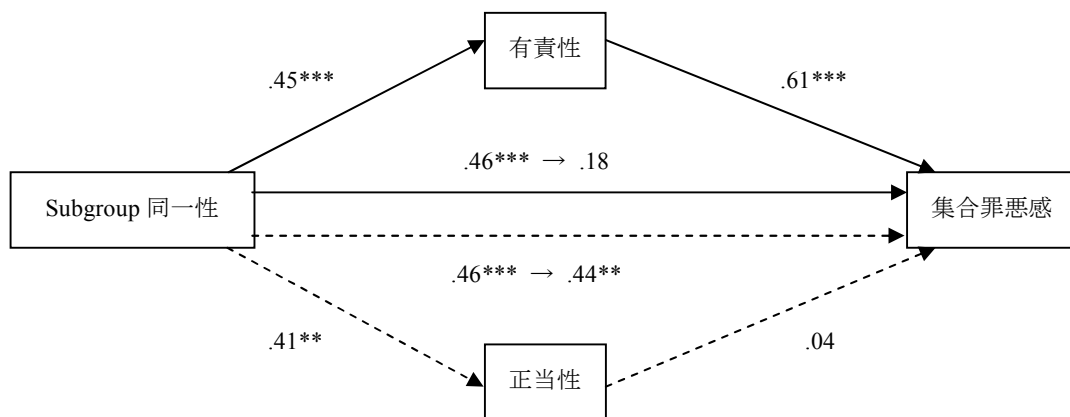 有責性
.45***
.61***
.46*** → .18
Subgroup 同一性
集合罪悪感
.46*** → .44**
.41**
.04
正当性